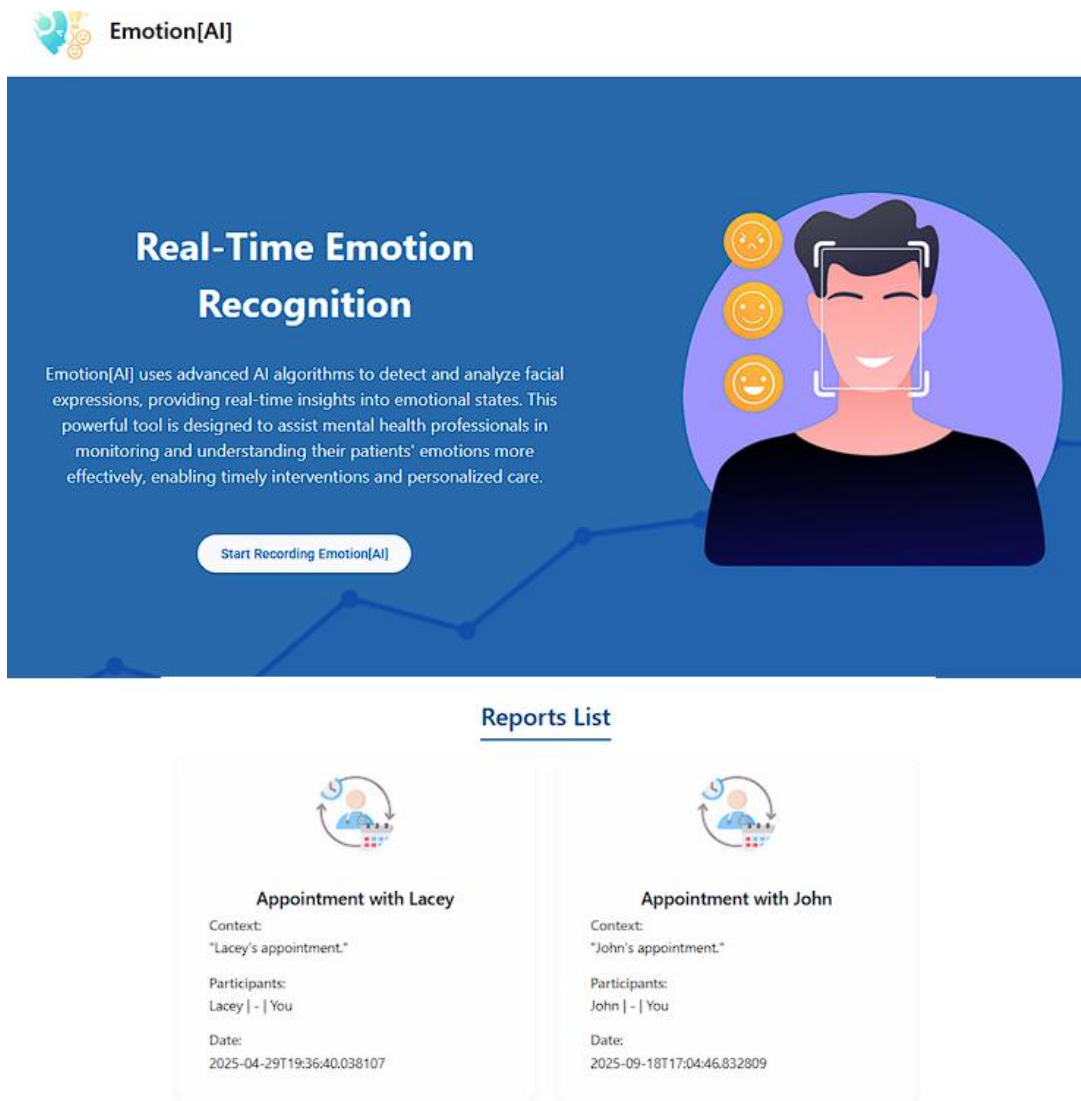 Emotion[AI]
Real-Time Emotion
Recognition
Emotion[AI] uses advanced AI algorithms to detect and analyze facial
expressions, providing real-time insights into emotional states. This
powerful tool is designed to assist mental health professionals in
monitoring and understanding their patients' emotions more
effectively, enabling timely interventions and personalized care.
Start Recording Emotion[AI]
Reports List
Appointment with Lacey
Context:
"Lacey's appointment."
Participants:
Lacey | - | You
Date:
2025-04-29T19:36:40.038107
Appointment with John
Context:
"John's appointment."
Participants:
John | - | You
Date:
2025-09-18T17:04:46.832809